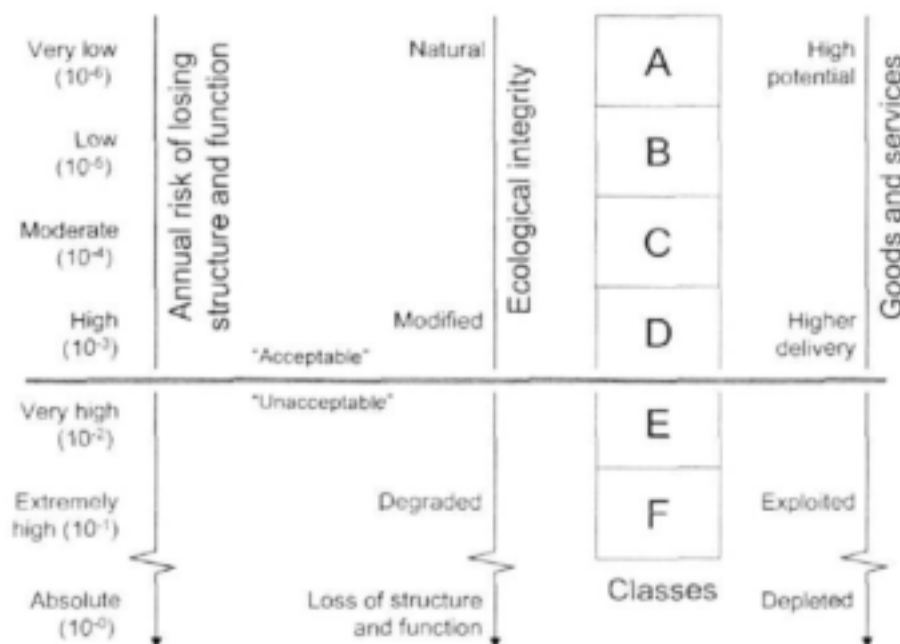 Very low
(10⁻⁶)
Low
(10⁻⁵)
Moderate
(10⁻⁴)
High
(10⁻³)
Very high
(10⁻²)
Extremely
high (10⁻¹)
Absolute
(10⁻⁰)
Annual risk of losing
structure and function
"Acceptable"
"Unacceptable"
Natural
Modified
Degraded
Loss of structure
and function
Ecological integrity
A
B
C
D
E
F
Classes
High
potential
Higher
delivery
Exploited
Depleted
Goods and services